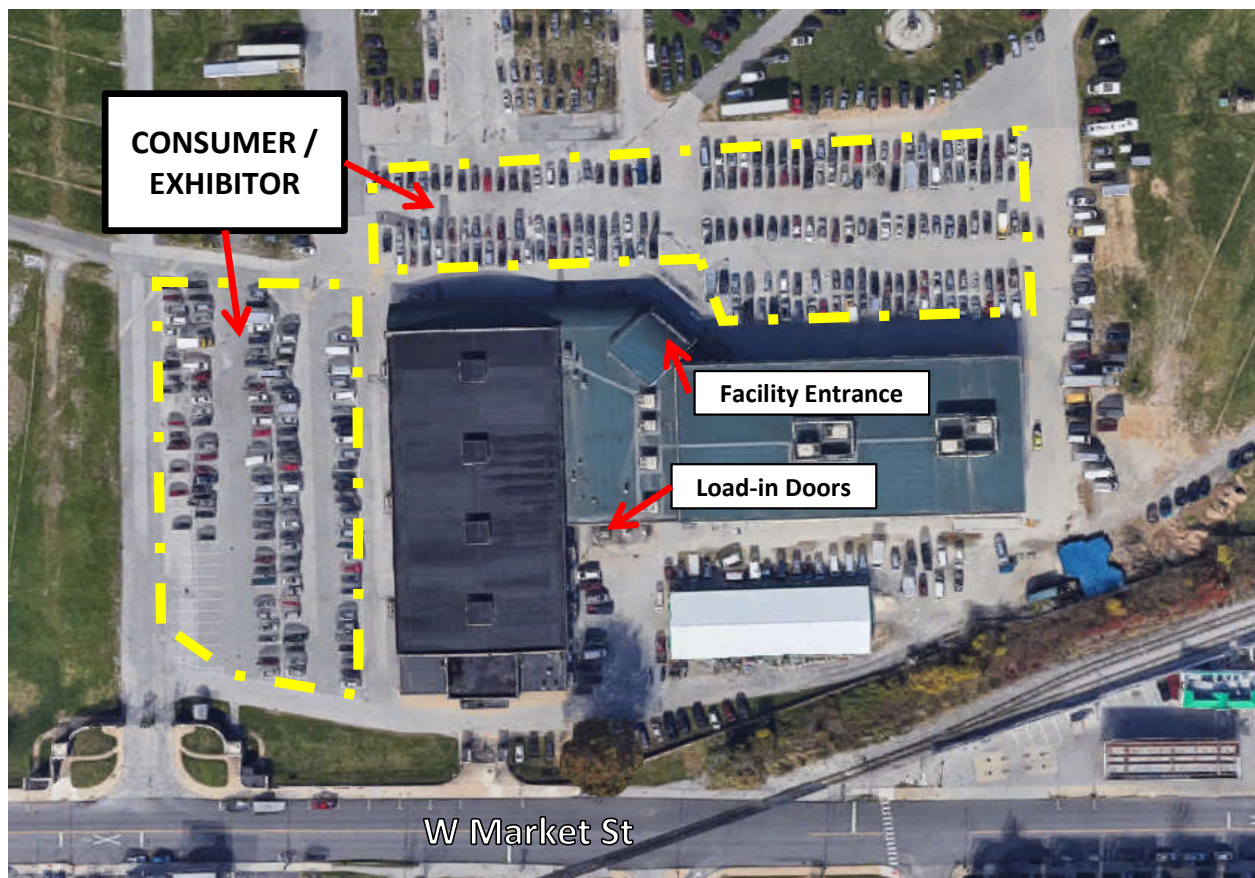 CONSUMER /
EXHIBITOR
Facility Entrance
Load-in Doors
W Market St